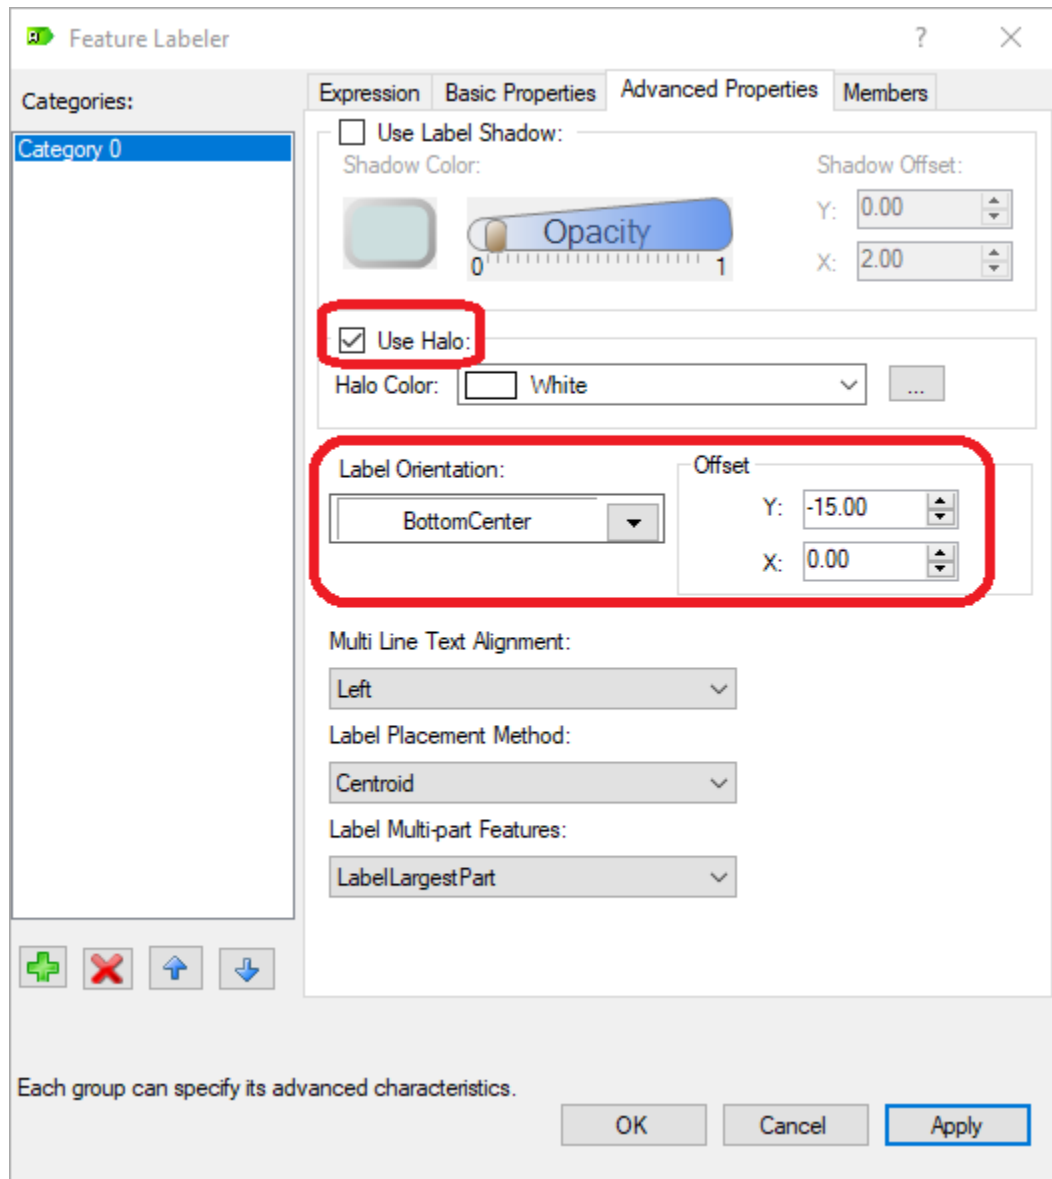 Feature Labeler
?
Categories:
Category 0
Expression Basic Properties Advanced Properties Members
Use Label Shadow:
Shadow Color:
Opacity
0 1
Shadow Offset:
Y: 0.00
X: 2.00
Use Halo:
Halo Color: White ...
Label Orientation:
BottomCenter
Offset
Y: -15.00
X: 0.00
Multi Line Text Alignment:
Left
Label Placement Method:
Centroid
Label Multi-part Features:
LabelLargestPart
Each group can specify its advanced characteristics.
OK Cancel Apply